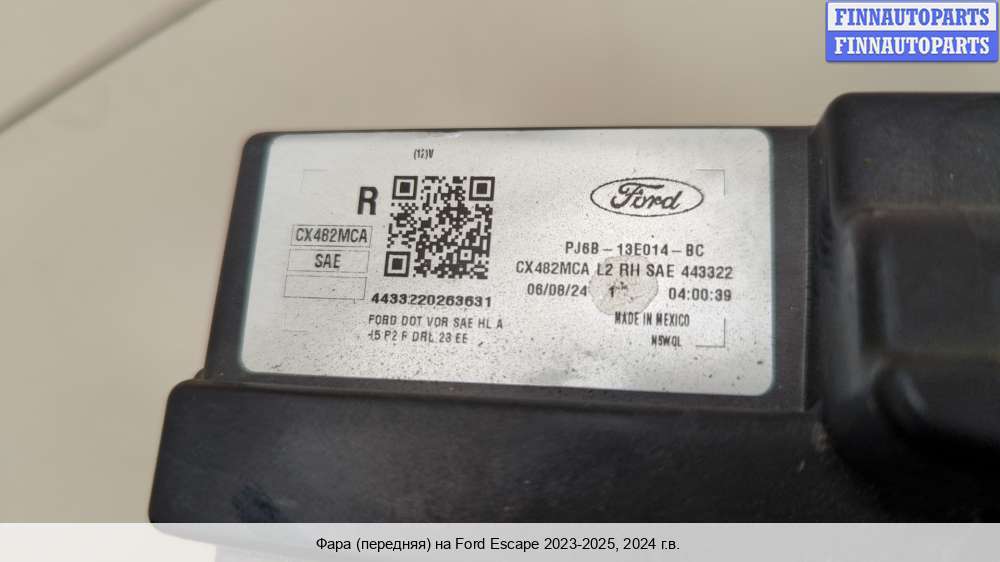 FINNAUTOPARTS
FINNAUTOPARTS
(12)V
R
CX482MCA
SAE
4433220263631
FORD DOT VOR SAE HL A
I5 P2 R DRL 23 EE
Ford
PJ6B-13E014-BC
CX482MCA L2 RH SAE 443322
06/08/24 04:00:39
MADE IN MEXICO
NSWQL
Фара (передняя) на Ford Escape 2023-2025, 2024 г.в.